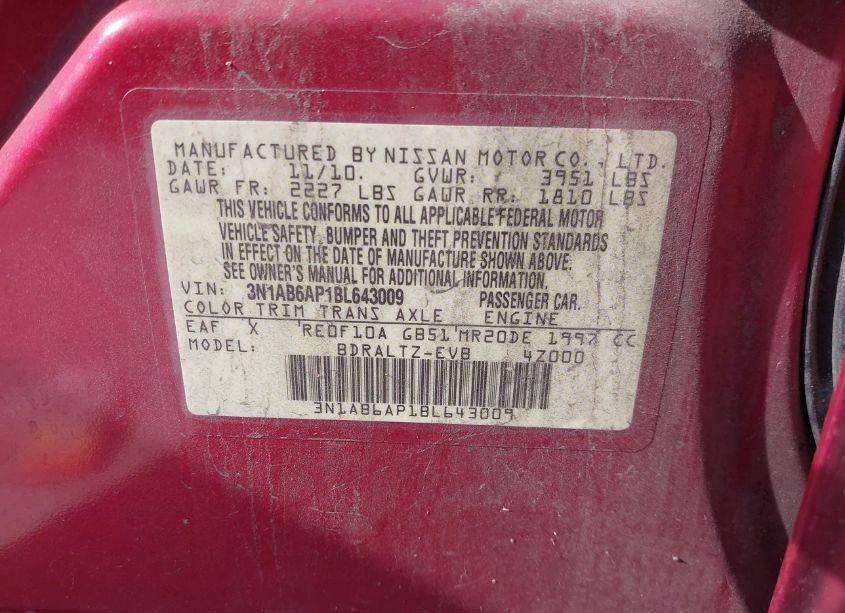 MANUFACTURED BY NISSAN MOTOR CO., LTD.
DATE: 11/10. GVWR: 3951 LBS
GAWR FR: 2227 LBS GAWR RR: 1810 LBS
THIS VEHICLE CONFORMS TO ALL APPLICABLE FEDERAL MOTOR
VEHICLE SAFETY, BUMPER AND THEFT PREVENTION STANDARDS
IN EFFECT ON THE DATE OF MANUFACTURE SHOWN ABOVE.
SEE OWNER'S MANUAL FOR ADDITIONAL INFORMATION.
VIN: 3N1AB6AP1BL643009 PASSENGER CAR.
COLOR TRIM TRANS AXLE ENGINE
EAF X RE0F10A GB51 MR20DE 1997 CC
MODEL: BDRALTZ-EVB 4Z000
3N1AB6AP1BL643009